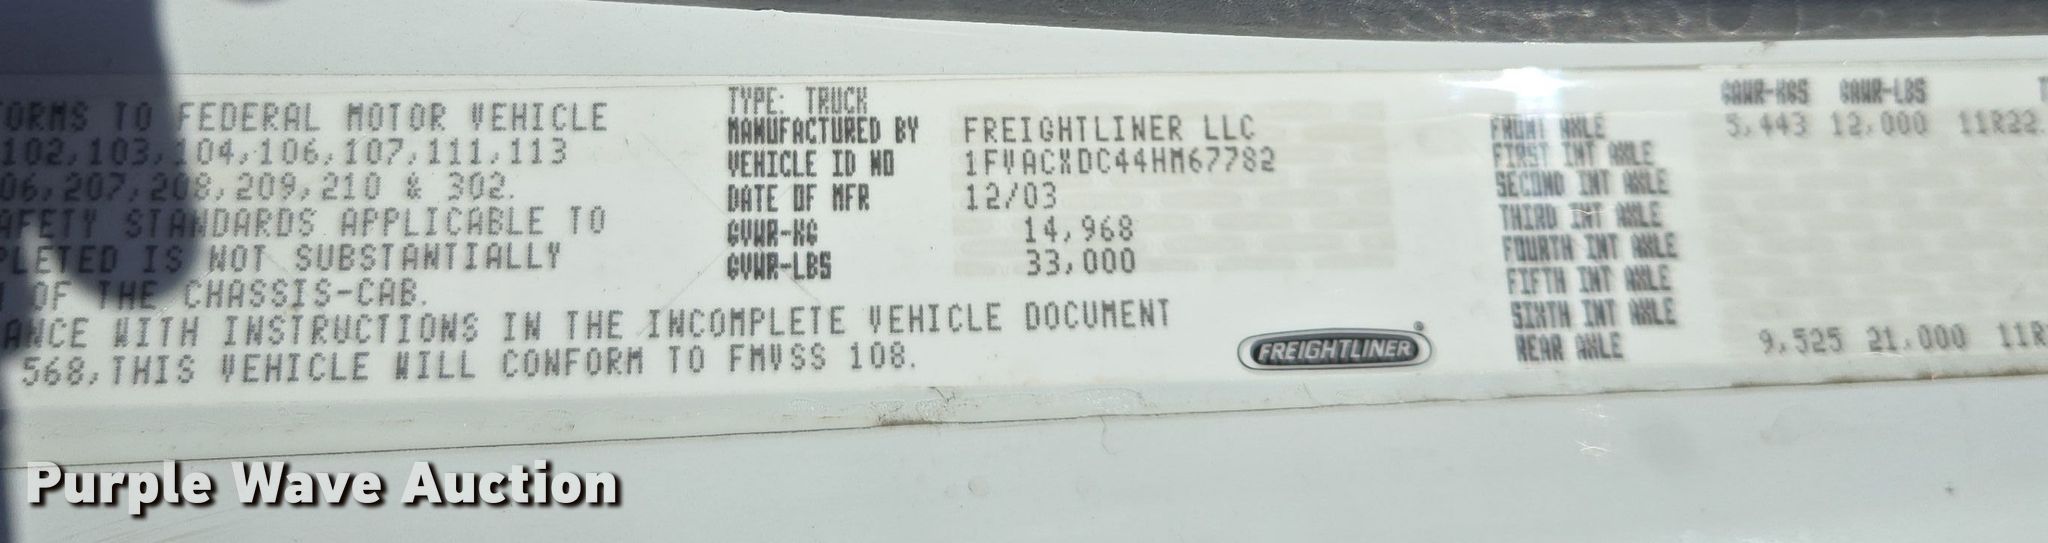 FORMS TO FEDERAL MOTOR VEHICLE
102,103,104,106,107,111,113
06,207,208,209,210 & 302.
AFETY STANDARDS APPLICABLE TO
PLETED IS NOT SUBSTANTIALLY
OF THE CHASSIS-CAB.
ANCE WITH INSTRUCTIONS IN THE INCOMPLETE VEHICLE DOCUMENT
568,THIS VEHICLE WILL CONFORM TO FMVSS 108.
TYPE: TRUCK
MANUFACTURED BY FREIGHTLINER LLC
VEHICLE ID NO 1FVACXDC44HM67782
DATE OF MFR 12/03
GVWR-KG 14,968
GVWR-LBS 33,000
FREIGHTLINER®
GAWR-KGS GAWR-LBS
FRONT AXLE 5,443 12,000 11R22.
FIRST INT AXLE
SECOND INT AXLE
THIRD INT AXLE
FOURTH INT AXLE
FIFTH INT AXLE
SIXTH INT AXLE
REAR AXLE 9,525 21,000 11R
Purple Wave Auction